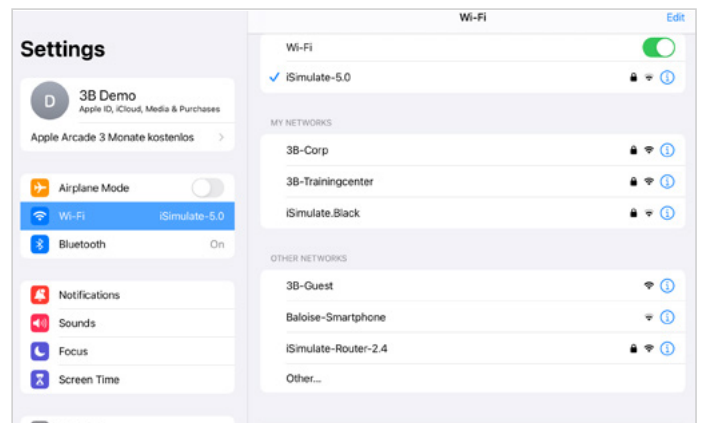 Settings
D
3B Demo
Apple ID, iCloud, Media & Purchases
Apple Arcade 3 Monate kostenlos
Airplane Mode
Wi-Fi iSimulate-5.0
Bluetooth On
Notifications
Sounds
Focus
Screen Time
Wi-Fi Edit
Wi-Fi
iSimulate-5.0
MY NETWORKS
3B-Corp
3B-Trainingcenter
iSimulate.Black
OTHER NETWORKS
3B-Guest
Baloise-Smartphone
iSimulate-Router-2.4
Other...